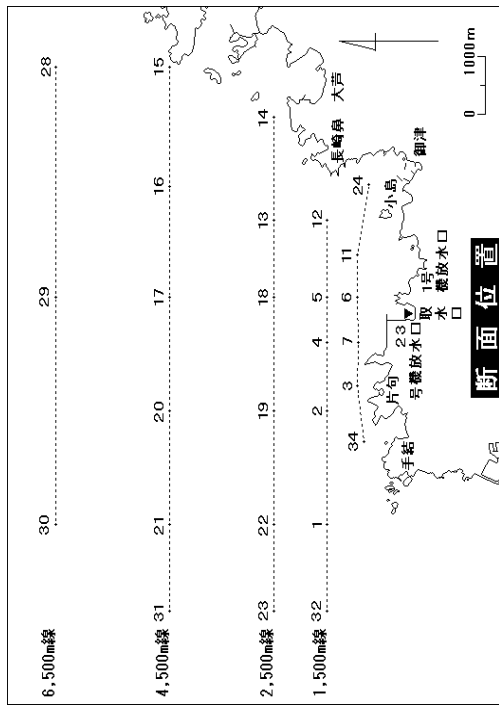 6,500m線 30 29 28
4,500m線 31 21 20 17 16 15
2,500m線 23 22 19 18 13 14
1,500m線 32 1 2 4 5 12
34 3 7 6 11 24
長崎鼻
大芦
小島
御津
片句
手結
23
号機放水口
取水口
1号
機放水口
0 1000m
断面位置